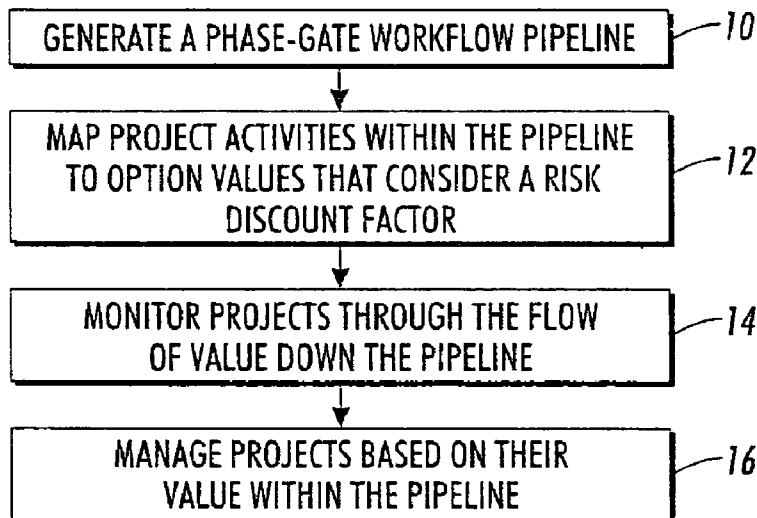 GENERATE A PHASE-GATE WORKFLOW PIPELINE
10
MAP PROJECT ACTIVITIES WITHIN THE PIPELINE
TO OPTION VALUES THAT CONSIDER A RISK
DISCOUNT FACTOR
12
MONITOR PROJECTS THROUGH THE FLOW
OF VALUE DOWN THE PIPELINE
14
MANAGE PROJECTS BASED ON THEIR
VALUE WITHIN THE PIPELINE
16